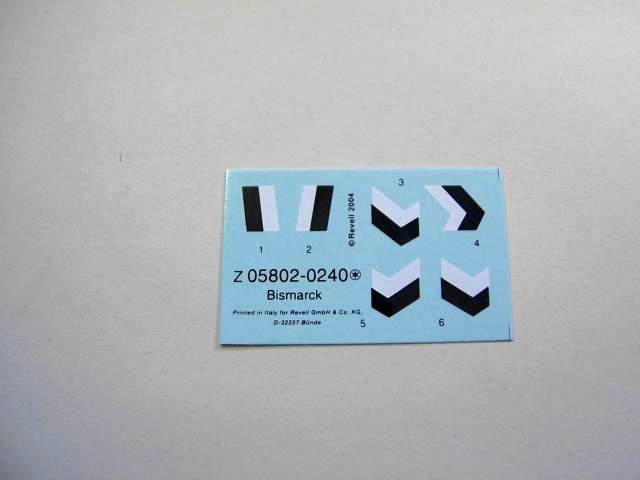 1
2
© Revell 2004
3
4
Z 05802-0240
Bismarck
Printed in Italy for Revell GmbH & Co. KG,
D-32257 Bünde
5
6